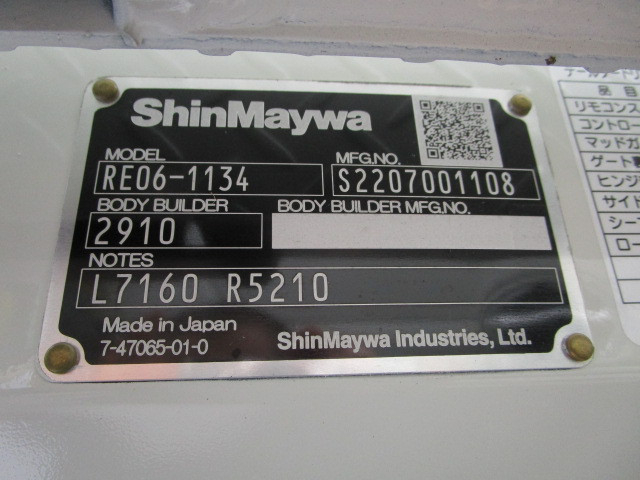 ShinMaywa
MODEL MFG.NO.
RE06-1134 S2207001108
BODY BUILDER BODY BUILDER MFG.NO.
2910
NOTES
L7160 R5210
Made in Japan
7-47065-01-0 ShinMaywa Industries, Ltd.
品 目
リモコンス
コントロー
マッドガ
ゲート
ヒンジ
サイド
シー
ロー